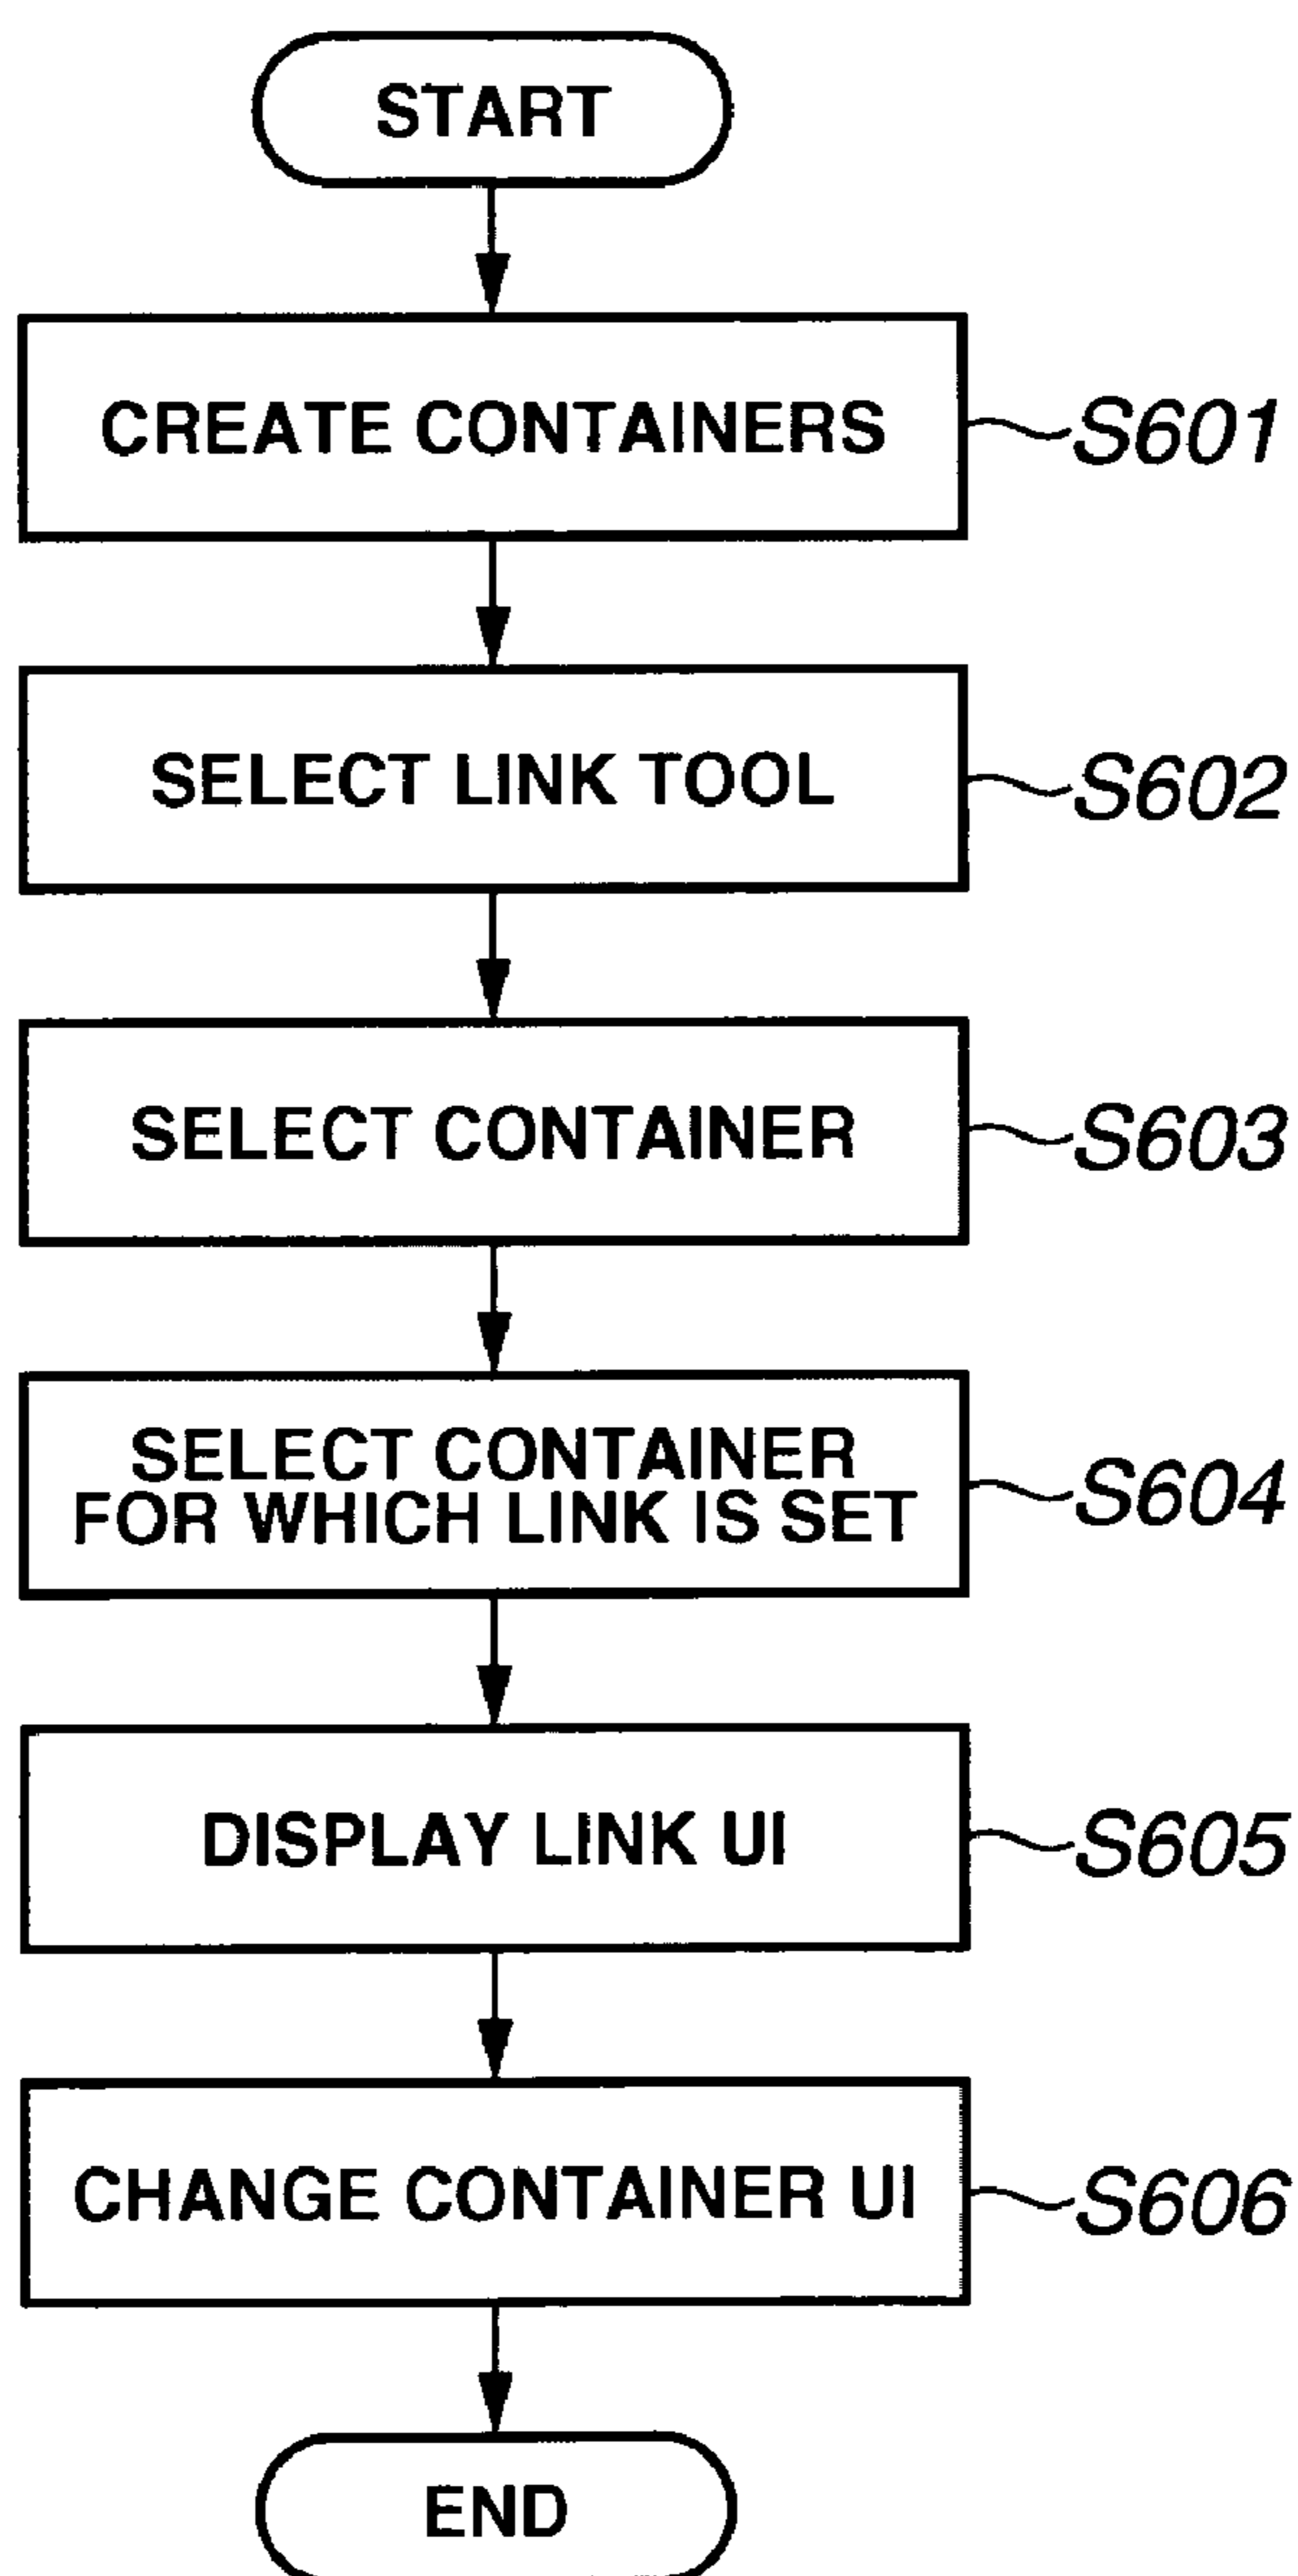 START
CREATE CONTAINERS
S601
SELECT LINK TOOL
S602
SELECT CONTAINER
S603
SELECT CONTAINER
FOR WHICH LINK IS SET
S604
DISPLAY LINK UI
S605
CHANGE CONTAINER UI
S606
END